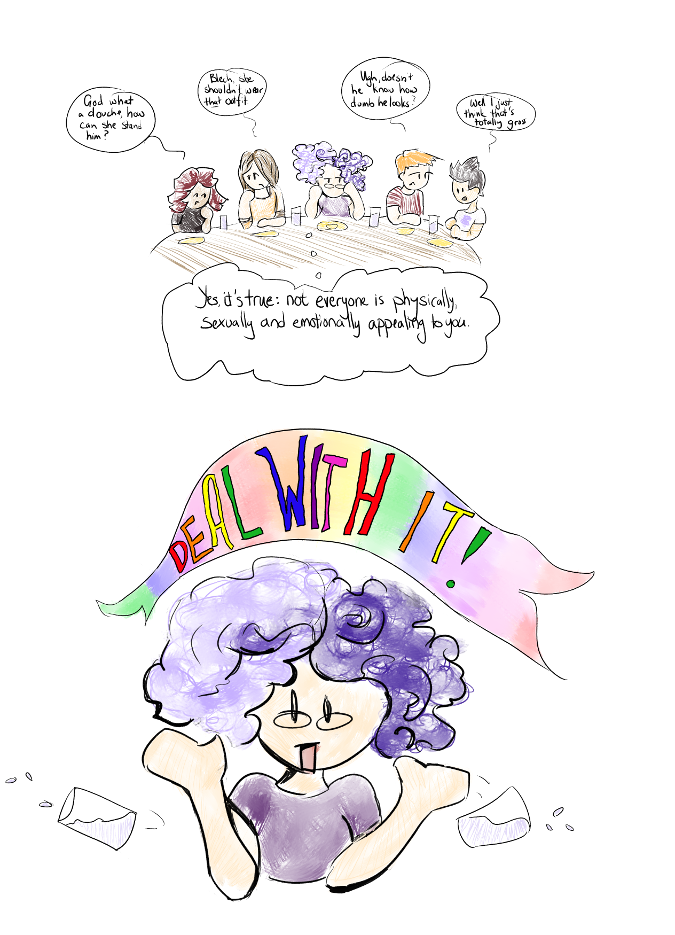 God what
a douche, how
can she stand
him?
Blech, she
shouldn't wear
that outfit
Ugh, doesn't
he know how
dumb he looks?
Well I just
think that's
totally gross
Yes, it's true: not everyone is physically,
sexually and emotionally appealing to you.
DEAL WITH IT!